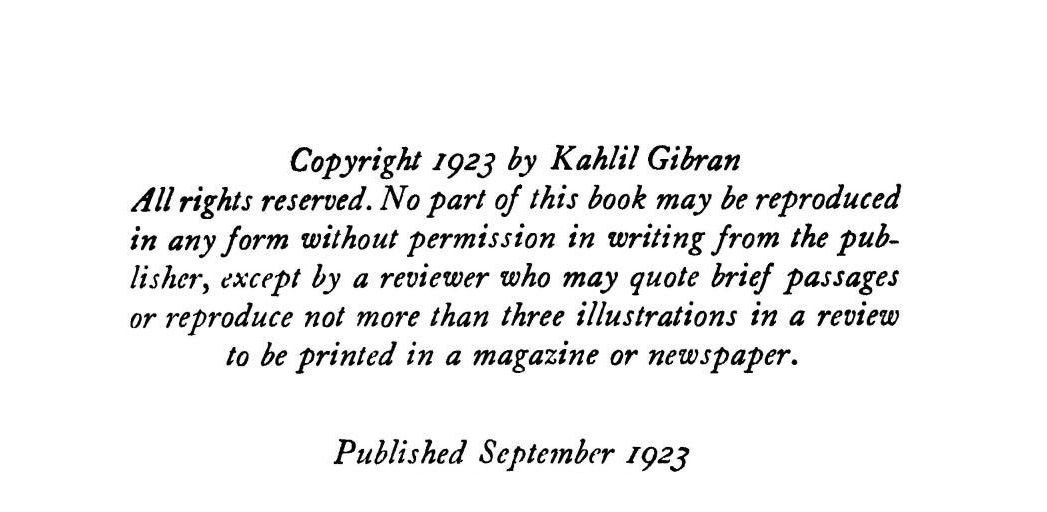 Copyright 1923 by Kahlil Gibran
All rights reserved. No part of this book may be reproduced
in any form without permission in writing from the pub-
lisher, except by a reviewer who may quote brief passages
or reproduce not more than three illustrations in a review
to be printed in a magazine or newspaper.
Published September 1923